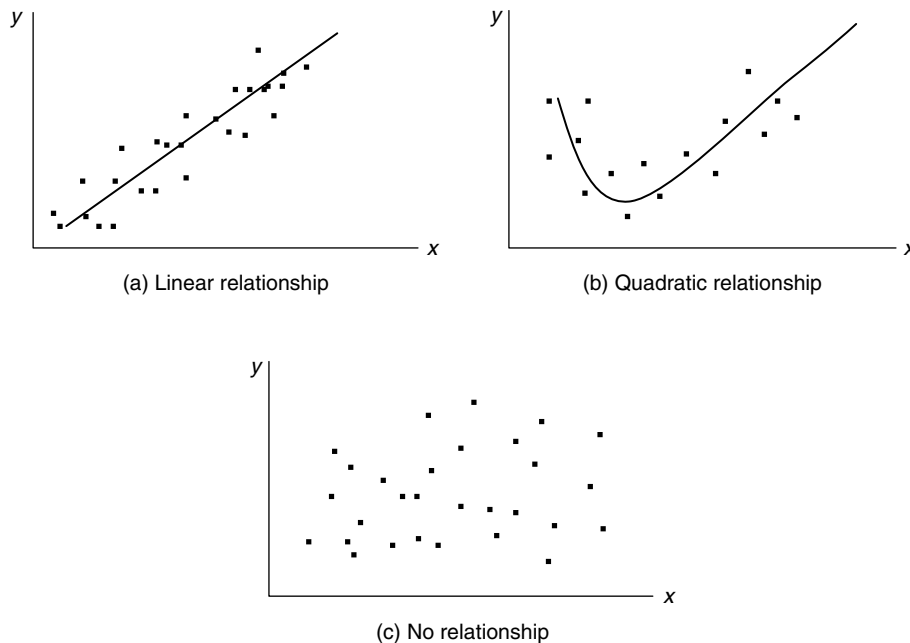 y
x
(a) Linear relationship
y
x
(b) Quadratic relationship
y
x
(c) No relationship